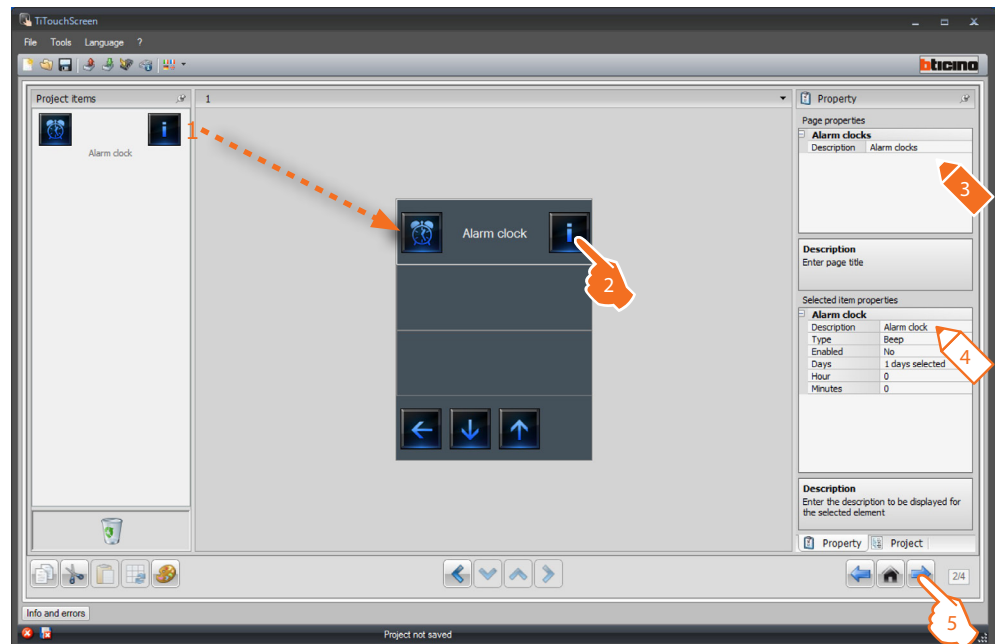 TiTouchScreen
File Tools Language ?
bticino
Project items
1
Property
Alarm clock
1
Alarm clock
2
Page properties
Alarm clocks
Description Alarm clocks
3
Description
Enter page title
Selected item properties
Alarm clock
Description Alarm clock
Type Beep
Enabled No
Days 1 days selected
Hour 0
Minutes 0
4
Description
Enter the description to be displayed for
the selected element
Property Project
2/4
5
Info and errors
Project not saved